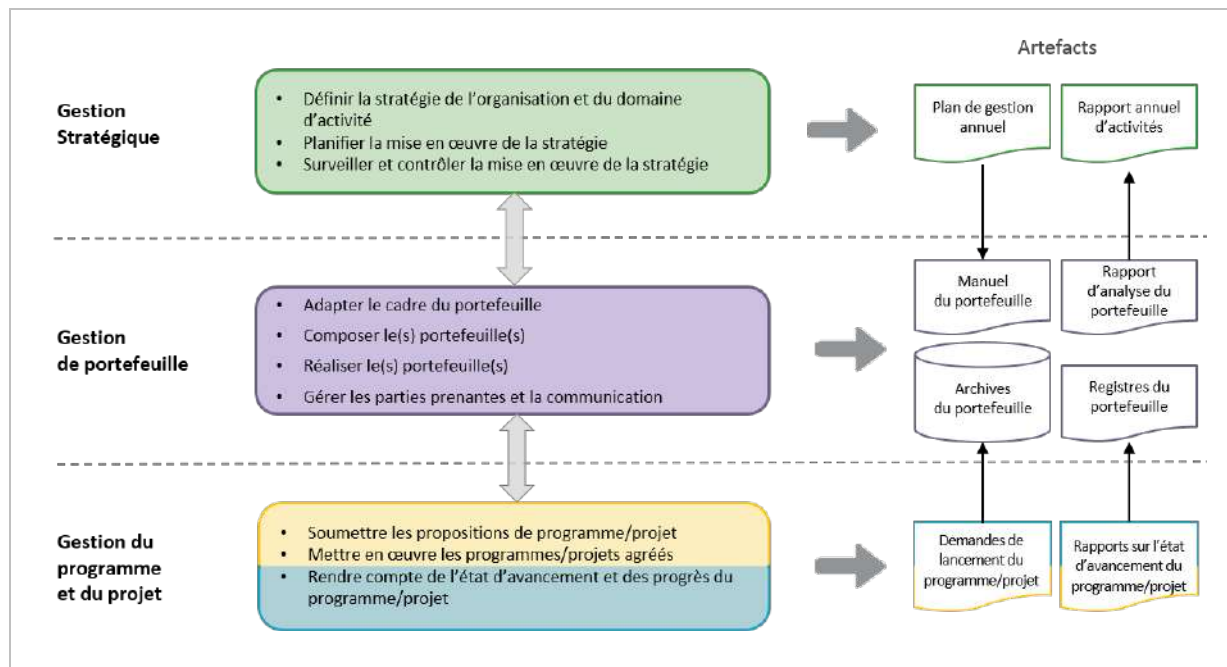 Artefacts
Gestion
Stratégique
• Définir la stratégie de l'organisation et du domaine
d'activité
• Planifier la mise en œuvre de la stratégie
• Surveiller et contrôler la mise en œuvre de la stratégie
Plan de gestion
annuel
Rapport annuel
d'activités
Gestion
de portefeuille
• Adapter le cadre du portefeuille
• Composer le(s) portefeuille(s)
• Réaliser le(s) portefeuille(s)
• Gérer les parties prenantes et la communication
Manuel
du portefeuille
Rapport
d'analyse du
portefeuille
Archives
du portefeuille
Registres du
portefeuille
Gestion du
programme
et du projet
• Soumettre les propositions de programme/projet
• Mettre en œuvre les programmes/projets agréés
• Rendre compte de l'état d'avancement et des progrès du
programme/projet
Demandes de
lancement du
programme/projet
Rapports sur l'état
d'avancement du
programme/projet